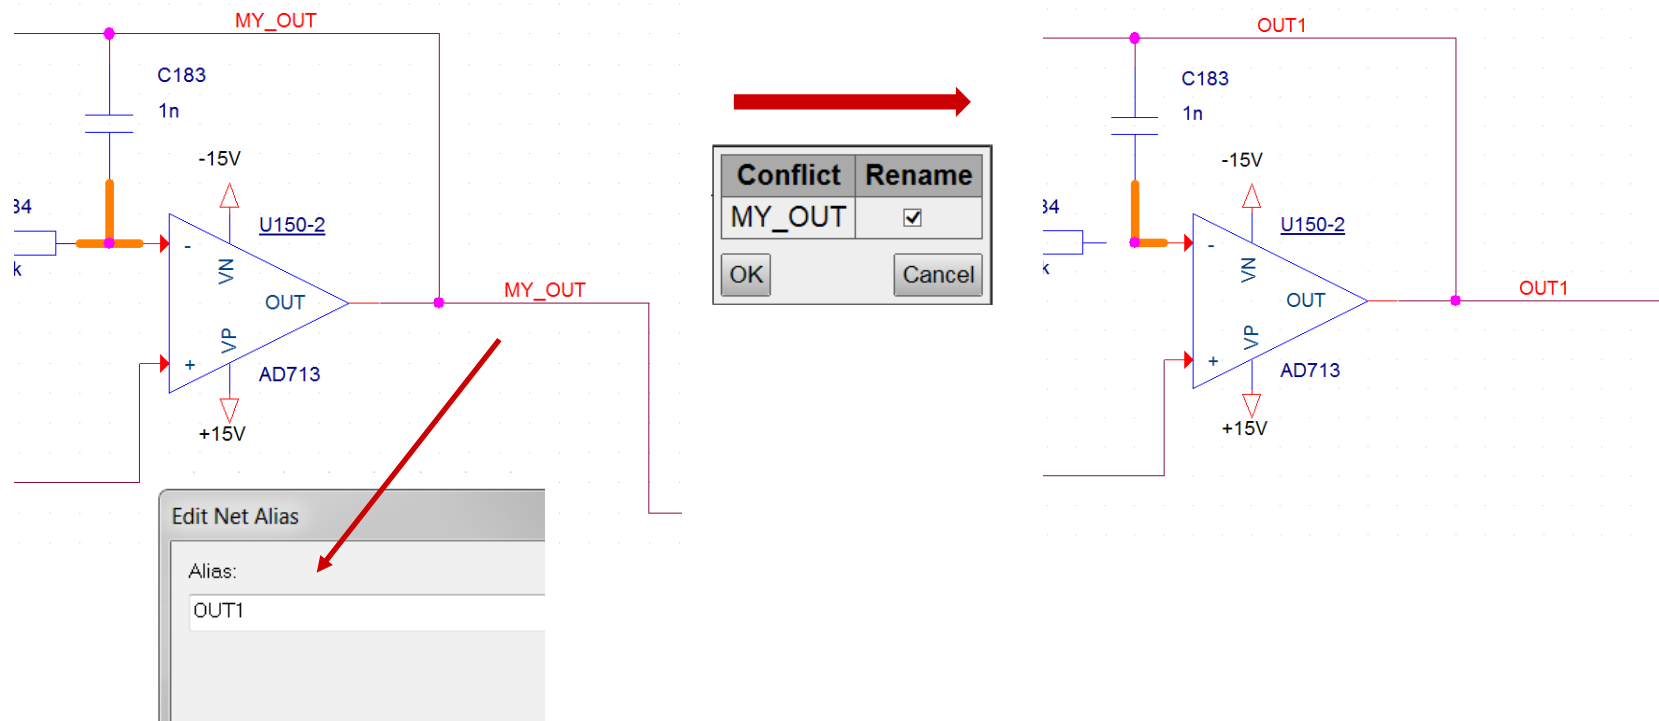 MY_OUT
C183
1n
-15V
34
k
U150-2
-
VN
OUT
MY_OUT
VP
+
AD713
+15V
Edit Net Alias
Alias:
OUT1
Conflict Rename
MY_OUT
OK Cancel
OUT1
C183
1n
-15V
34
k
U150-2
-
VN
OUT
OUT1
VP
+
AD713
+15V